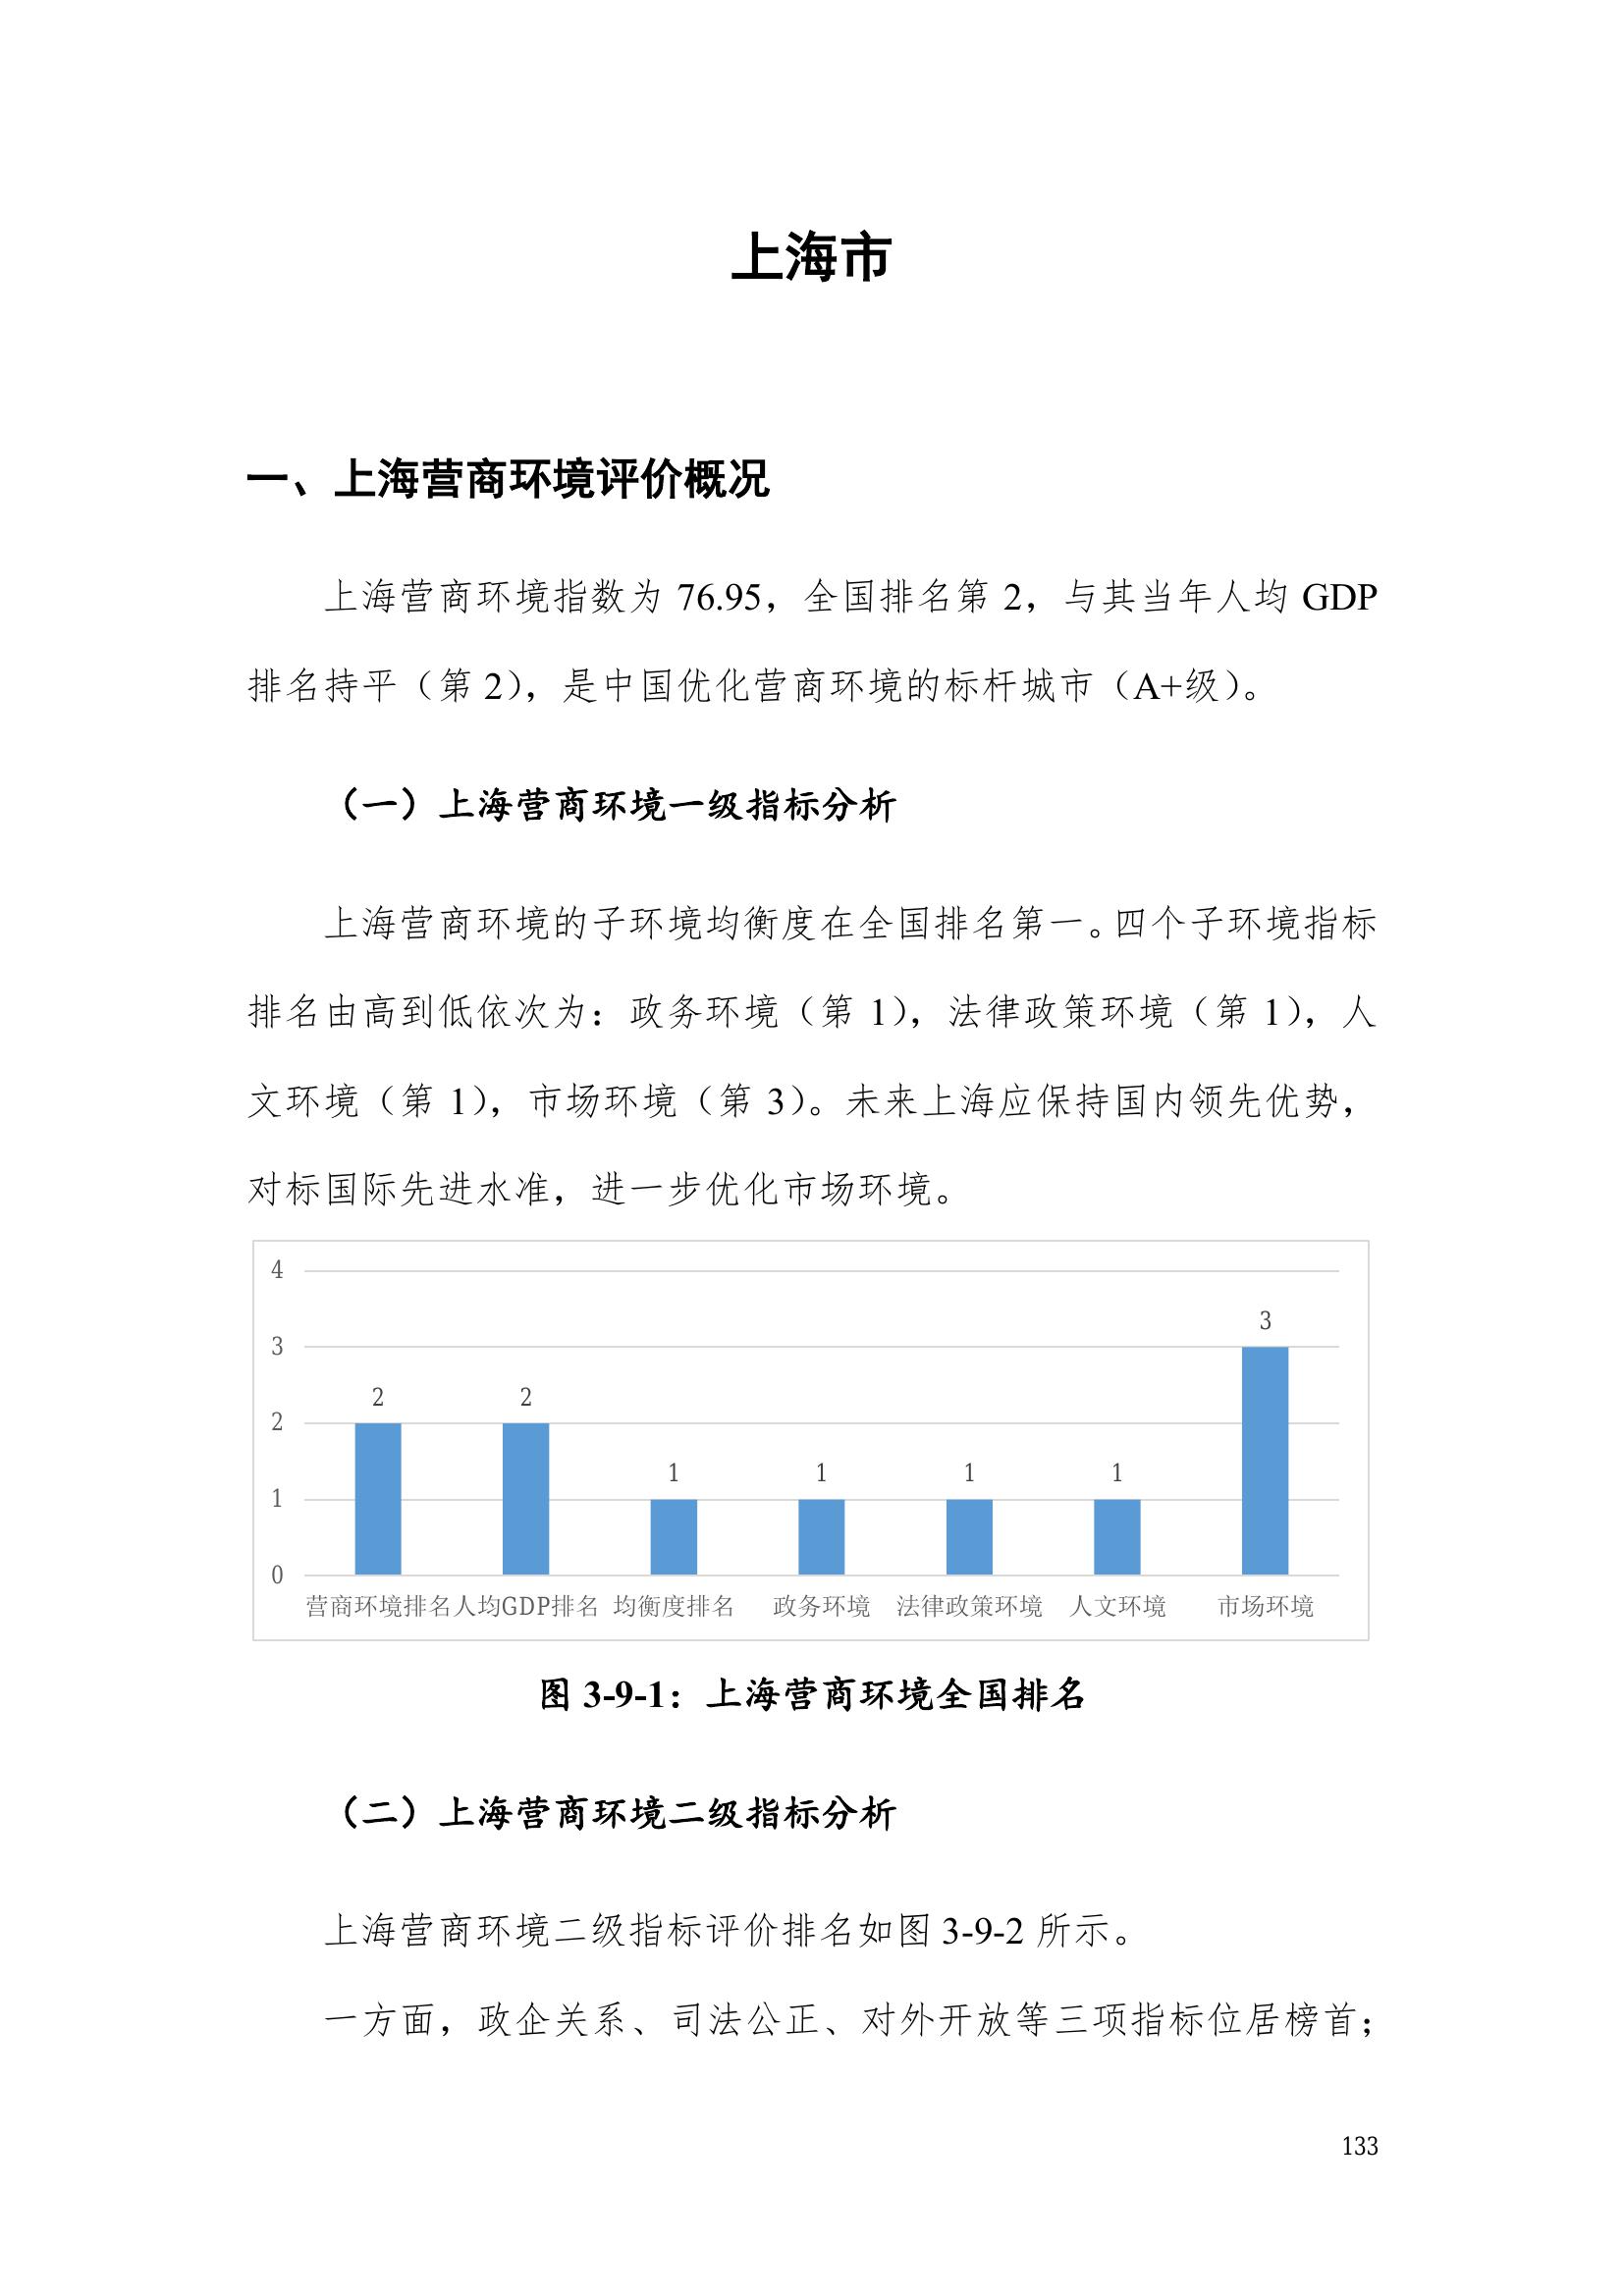 上海市
一、上海营商环境评价概况
上海营商环境指数为 76.95，全国排名第 2，与其当年人均 GDP
排名持平（第 2），是中国优化营商环境的标杆城市（A+级）。
（一）上海营商环境一级指标分析
上海营商环境的子环境均衡度在全国排名第一。四个子环境指标
排名由高到低依次为：政务环境（第 1），法律政策环境（第 1），人
文环境（第 1），市场环境（第 3）。未来上海应保持国内领先优势，
对标国际先进水准，进一步优化市场环境。
4
3
2
1
0
2
2
1
1
1
1
3
营商环境排名 人均GDP排名 均衡度排名 政务环境 法律政策环境 人文环境 市场环境
图 3-9-1：上海营商环境全国排名
（二）上海营商环境二级指标分析
上海营商环境二级指标评价排名如图 3-9-2 所示。
一方面，政企关系、司法公正、对外开放等三项指标位居榜首；
133